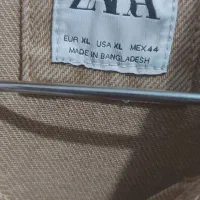 ZARA
EUR XL USA XL MEX 44
MADE IN BANGLADESH